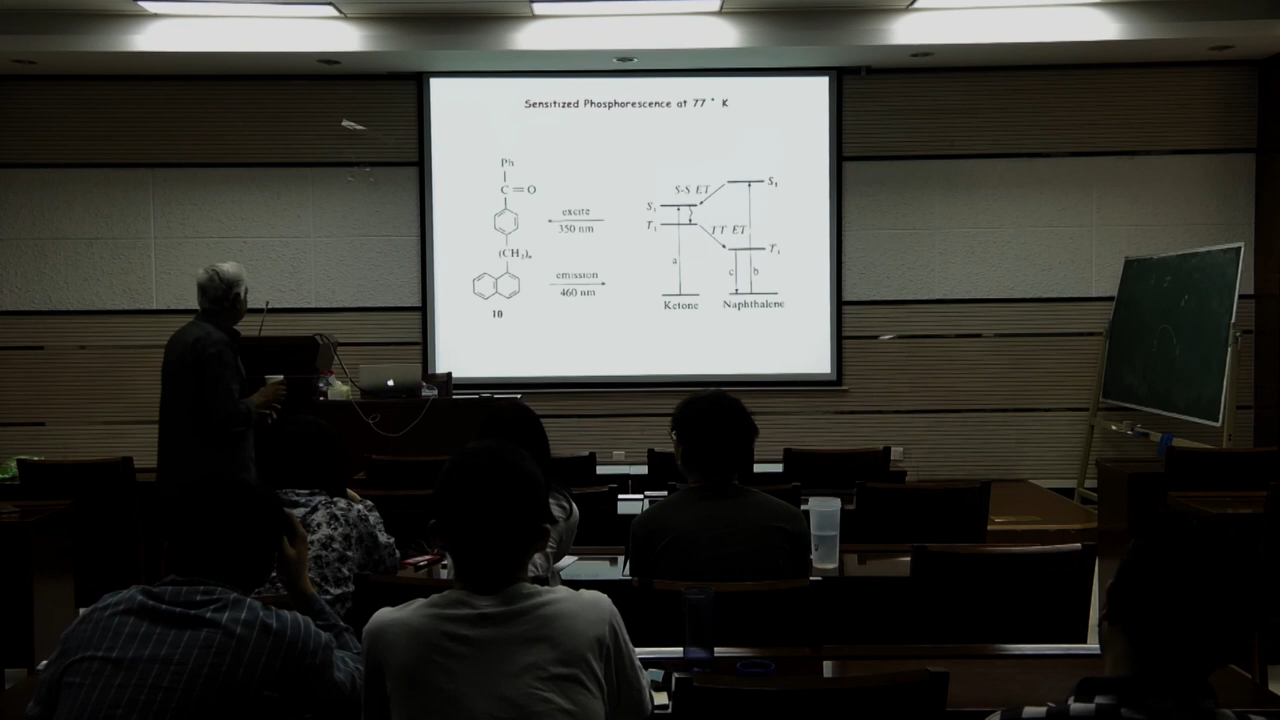 Sensitized Phosphorescence at 77 ° K
Ph
C=O
(CH₂)ₙ
10
excite
350 nm
emission
460 nm
S-S ET
S₁
S₁
T₁
TT ET
T₁
a
c
b
Ketone
Naphthalene